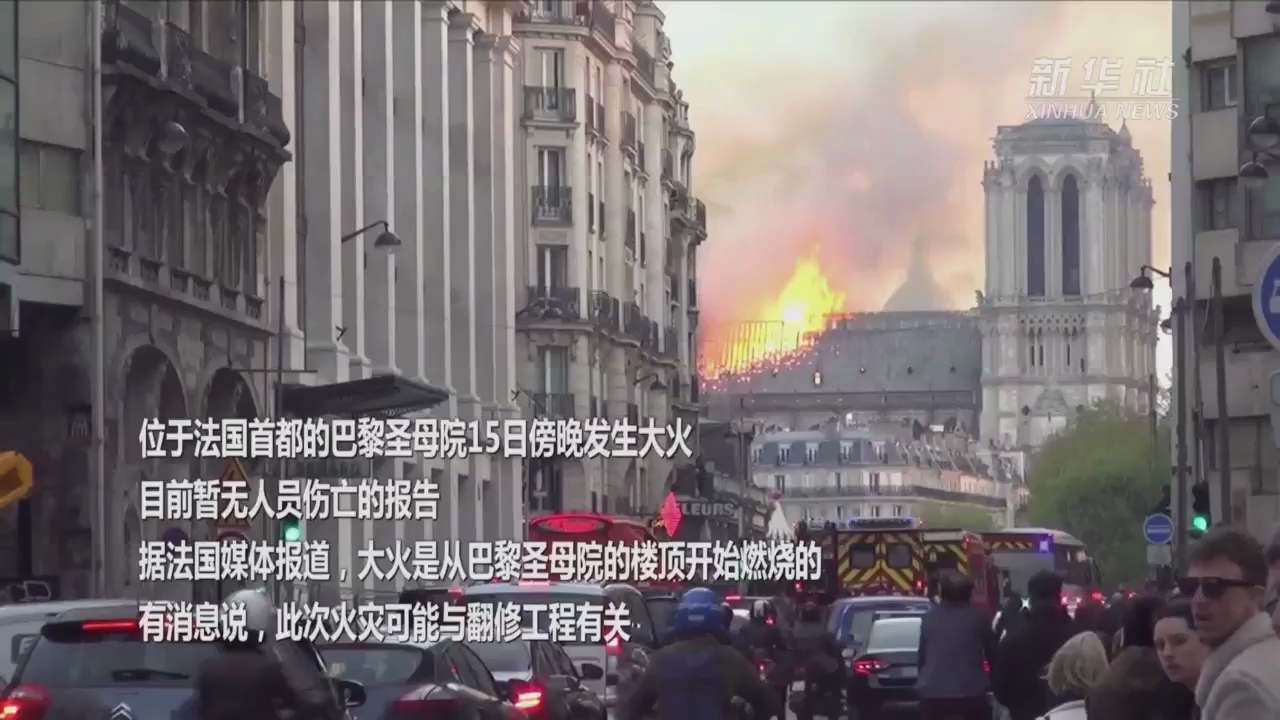 新华社
XINHUA NEWS
位于法国首都的巴黎圣母院15日傍晚发生大火
目前暂无人员伤亡的报告
据法国媒体报道，大火是从巴黎圣母院的楼顶开始燃烧的
有消息说，此次火灾可能与翻修工程有关
FLEURS